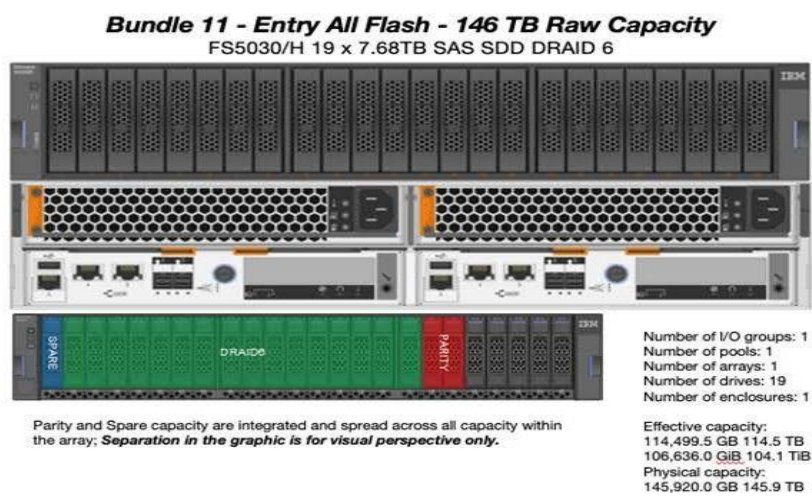 Bundle 11 - Entry All Flash - 146 TB Raw Capacity
FS5030/H 19 x 7.68TB SAS SDD DRAID 6
IBM
SPARE
DRAID6
PARITY
IBM
Number of I/O groups: 1
Number of pools: 1
Number of arrays: 1
Number of drives: 19
Number of enclosures: 1
Parity and Spare capacity are integrated and spread across all capacity within
the array; Separation in the graphic is for visual perspective only.
Effective capacity:
114,499.5 GB 114.5 TB
106,636.0 GiB 104.1 TiB
Physical capacity:
145,920.0 GB 145.9 TB